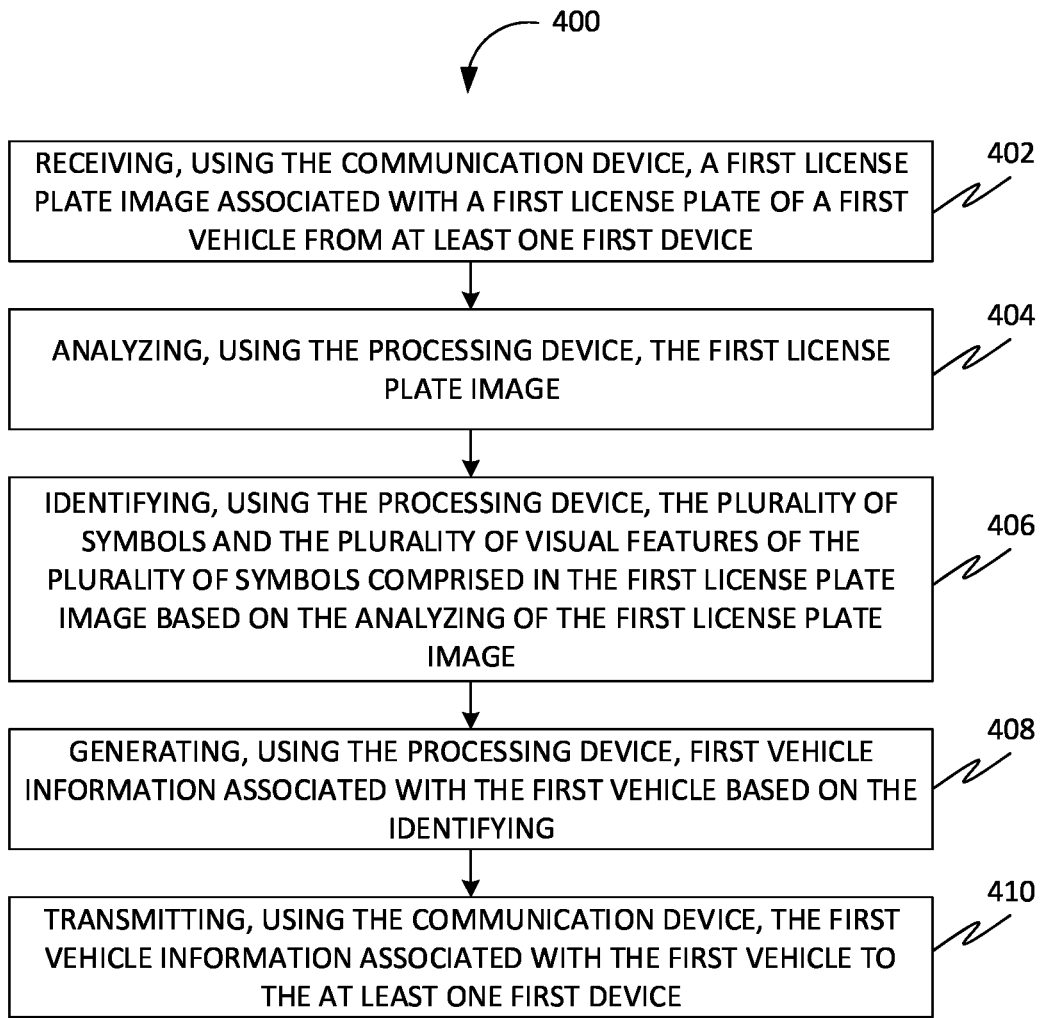 400
RECEIVING, USING THE COMMUNICATION DEVICE, A FIRST LICENSE
PLATE IMAGE ASSOCIATED WITH A FIRST LICENSE PLATE OF A FIRST
VEHICLE FROM AT LEAST ONE FIRST DEVICE
402
ANALYZING, USING THE PROCESSING DEVICE, THE FIRST LICENSE
PLATE IMAGE
404
IDENTIFYING, USING THE PROCESSING DEVICE, THE PLURALITY OF
SYMBOLS AND THE PLURALITY OF VISUAL FEATURES OF THE
PLURALITY OF SYMBOLS COMPRISED IN THE FIRST LICENSE PLATE
IMAGE BASED ON THE ANALYZING OF THE FIRST LICENSE PLATE
IMAGE
406
GENERATING, USING THE PROCESSING DEVICE, FIRST VEHICLE
INFORMATION ASSOCIATED WITH THE FIRST VEHICLE BASED ON THE
IDENTIFYING
408
TRANSMITTING, USING THE COMMUNICATION DEVICE, THE FIRST
VEHICLE INFORMATION ASSOCIATED WITH THE FIRST VEHICLE TO
THE AT LEAST ONE FIRST DEVICE
410